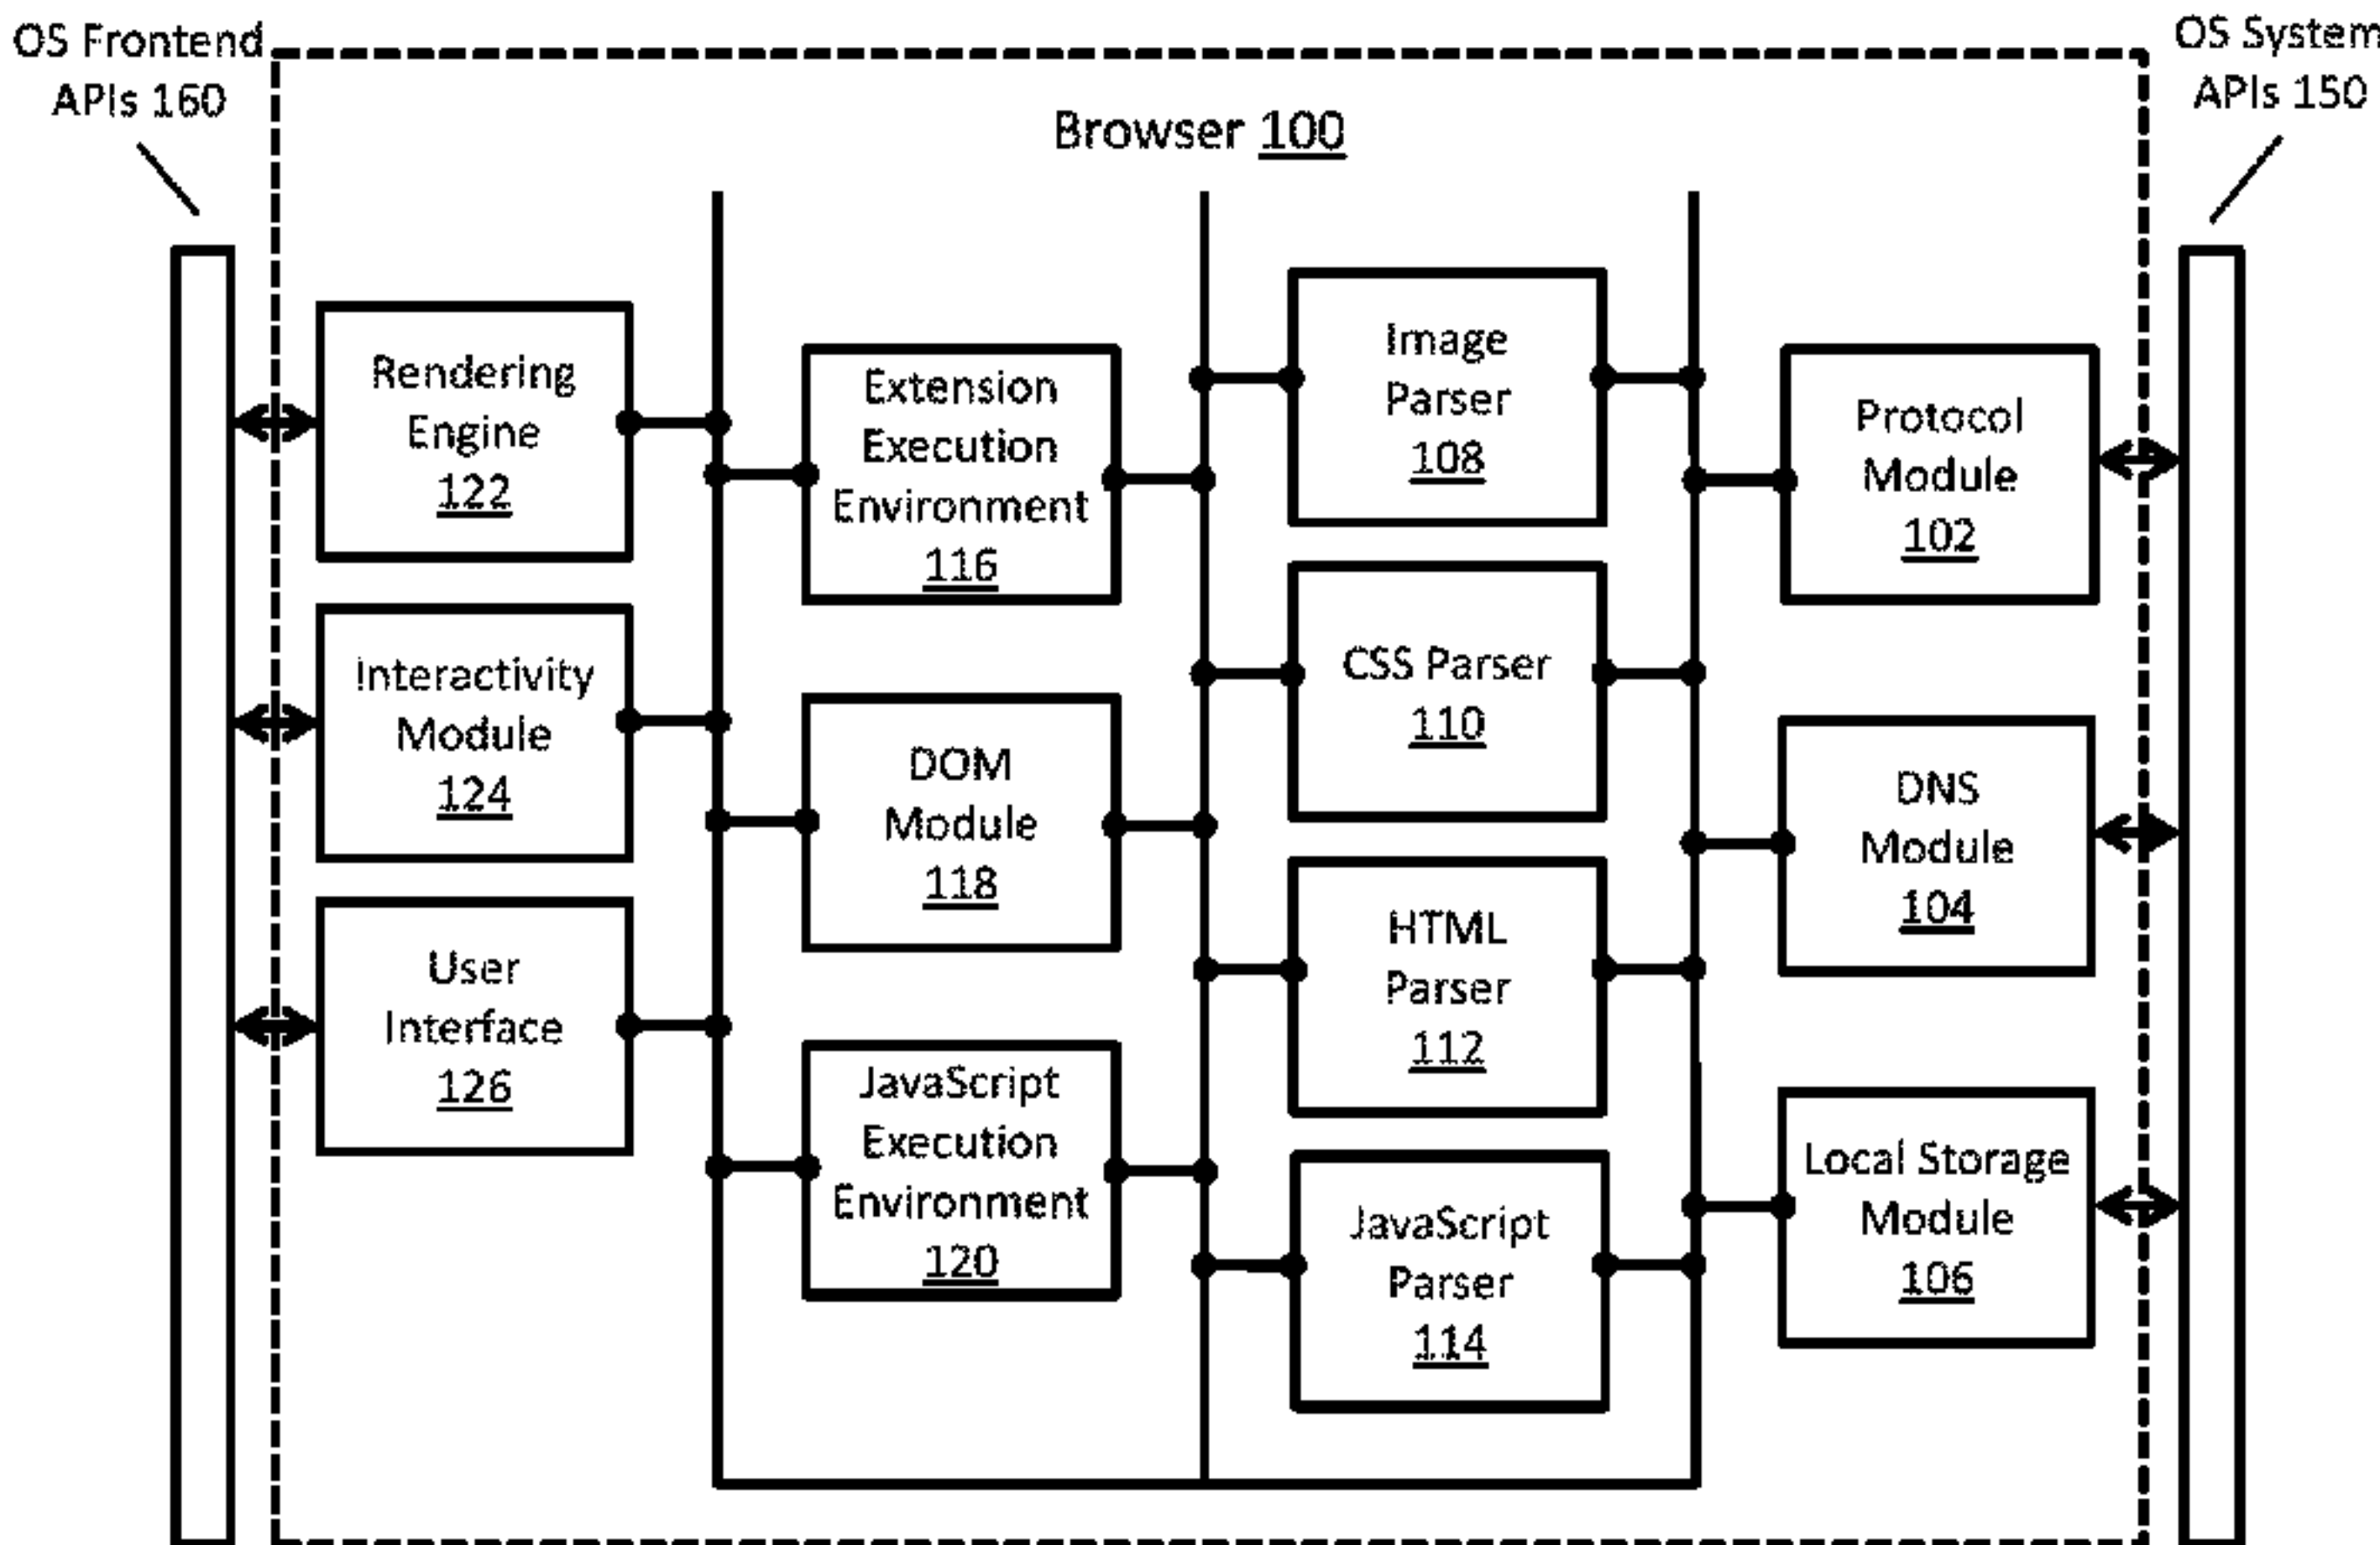 OS Frontend
APIs 160
OS System
APIs 150
Browser 100
Rendering
Engine
122
Interactivity
Module
124
User
Interface
126
Extension
Execution
Environment
116
DOM
Module
118
JavaScript
Execution
Environment
120
Image
Parser
108
CSS Parser
110
HTML
Parser
112
JavaScript
Parser
114
Protocol
Module
102
DNS
Module
104
Local Storage
Module
106